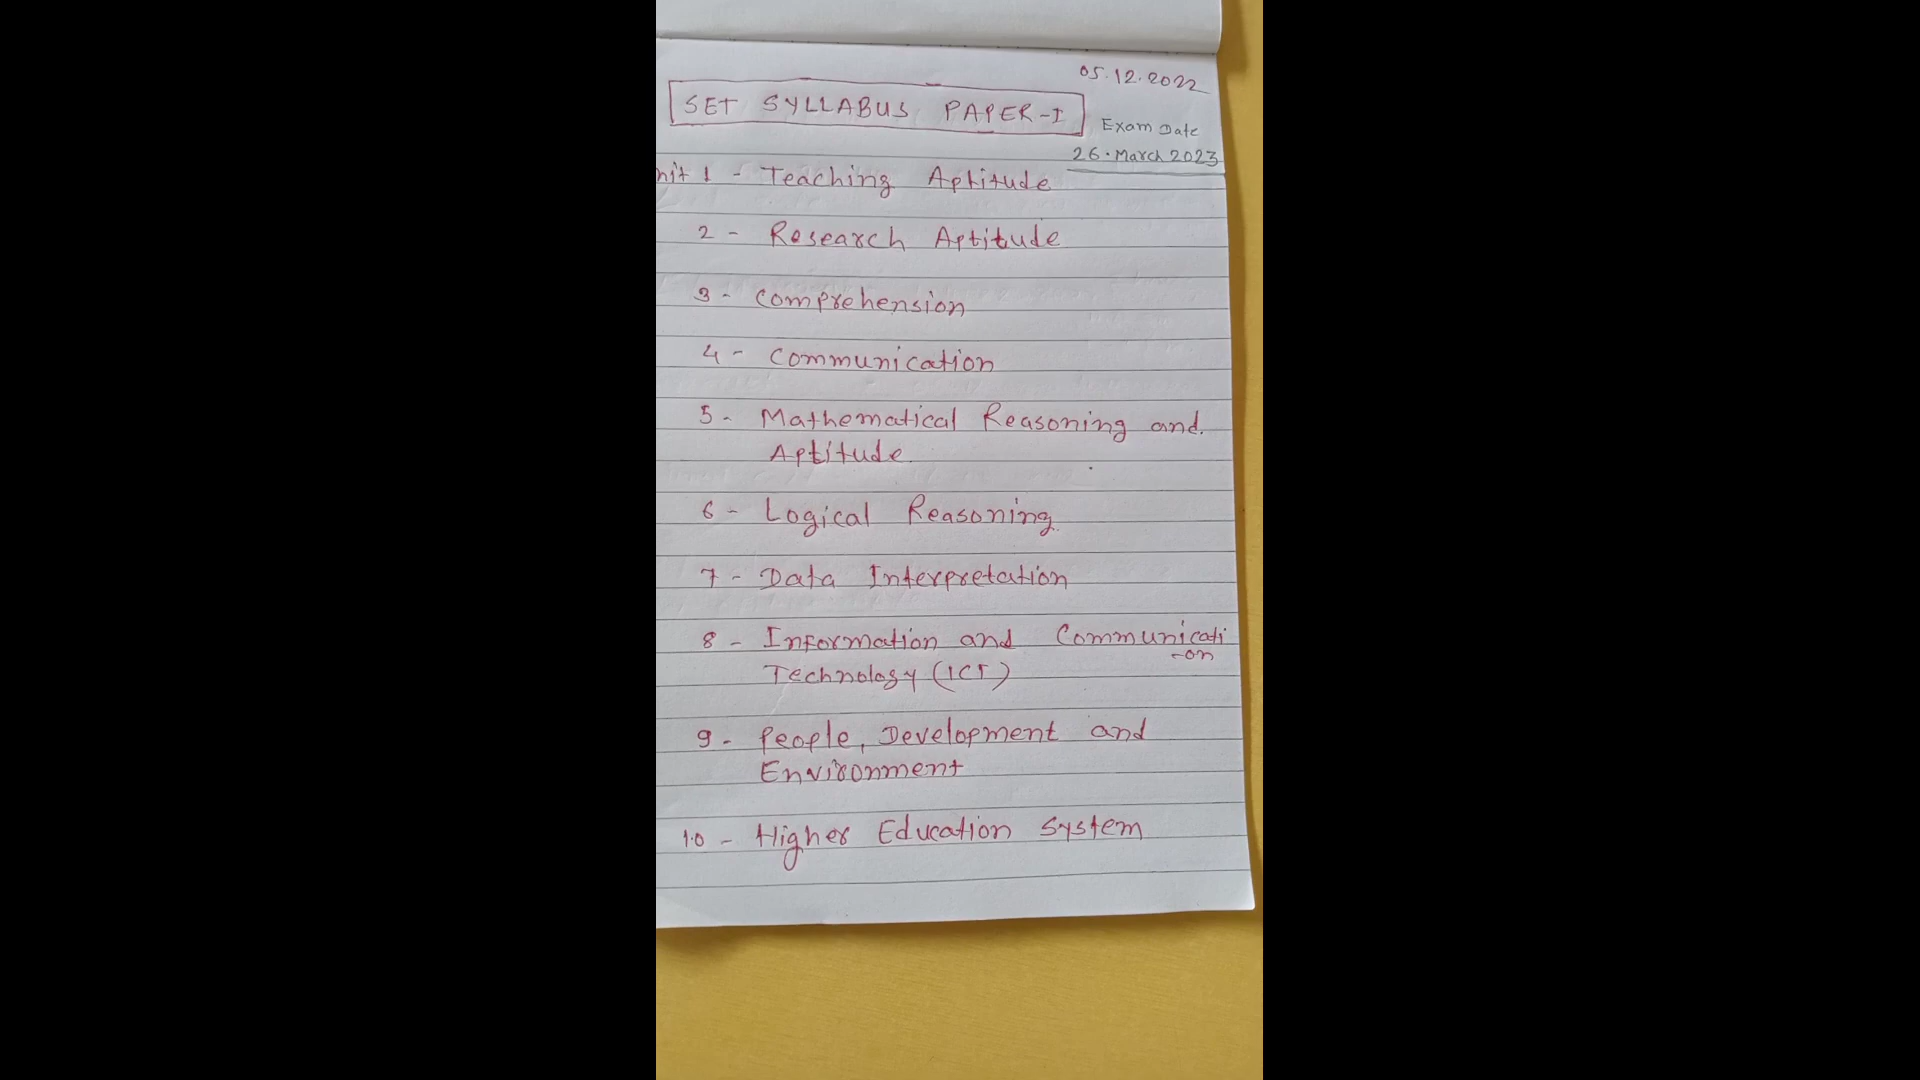 05.12.2022
SET SYLLABUS PAPER-I
Exam Date
26. March 2023
nit 1 - Teaching Aptitude
2 - Research Aptitude
3 - Comprehension
4 - Communication
5 - Mathematical Reasoning and
Aptitude
6 - Logical Reasoning
7 - Data Interpretation
8 - Information and Communicati
-on
Technology (ICT)
9 - People, Development and
Environment
10 - Higher Education System